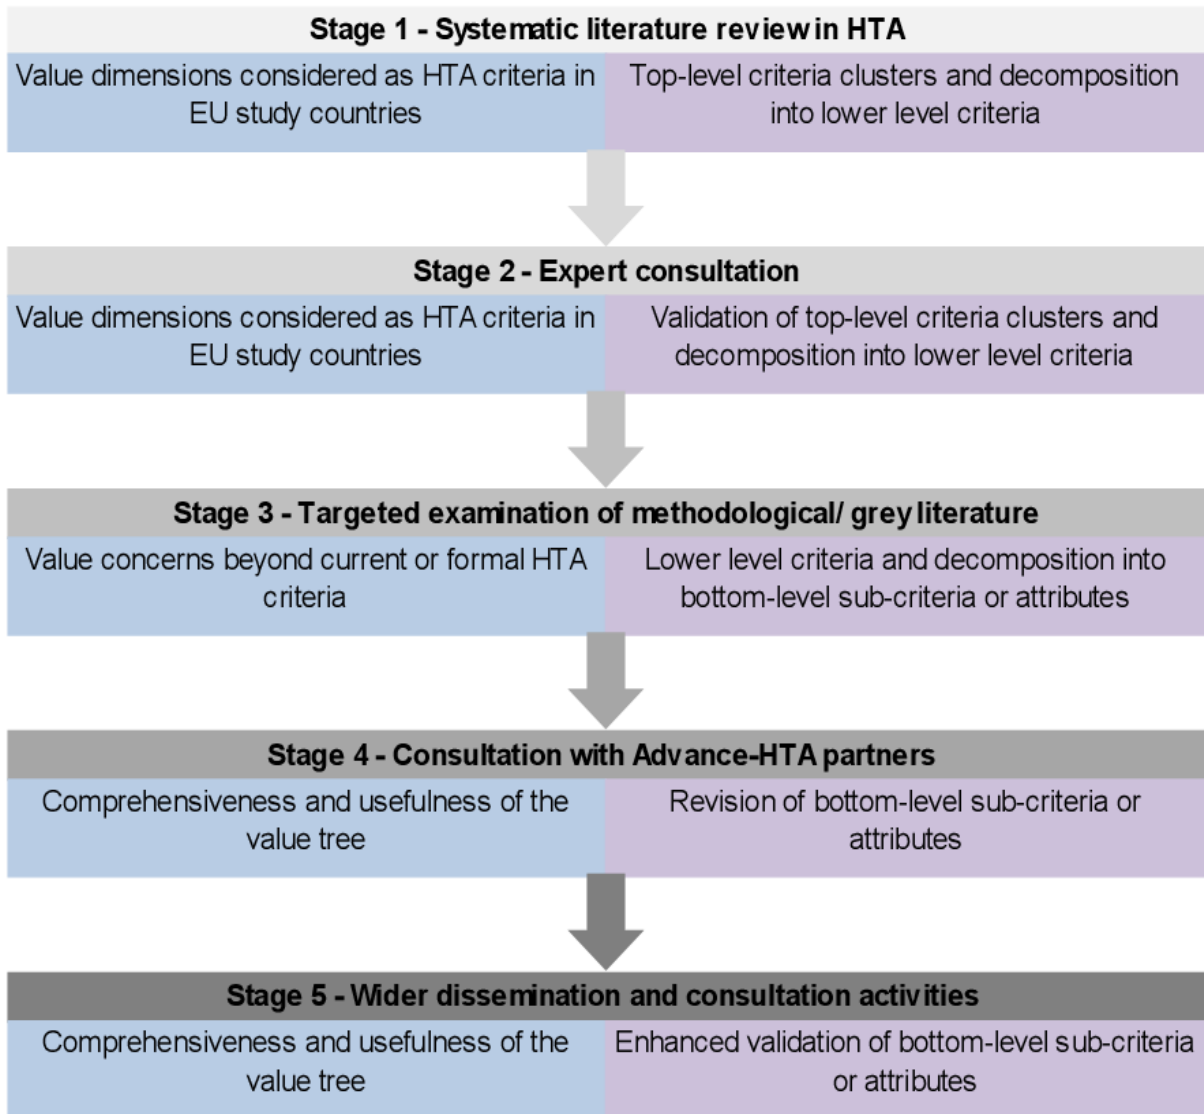 Stage 1 - Systematic literature review in HTA
Value dimensions considered as HTA criteria in
EU study countries
Top-level criteria clusters and decomposition
into lower level criteria
Stage 2 - Expert consultation
Value dimensions considered as HTA criteria in
EU study countries
Validation of top-level criteria clusters and
decomposition into lower level criteria
Stage 3 - Targeted examination of methodological/ grey literature
Value concerns beyond current or formal HTA
criteria
Lower level criteria and decomposition into
bottom-level sub-criteria or attributes
Stage 4 - Consultation with Advance-HTA partners
Comprehensiveness and usefulness of the
value tree
Revision of bottom-level sub-criteria or
attributes
Stage 5 - Wider dissemination and consultation activities
Comprehensiveness and usefulness of the
value tree
Enhanced validation of bottom-level sub-criteria
or attributes